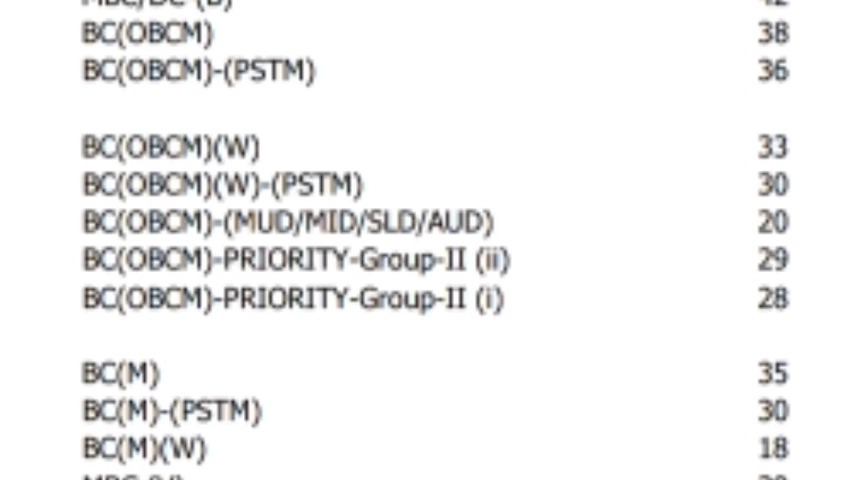 BC(OBCM) 38
BC(OBCM)-(PSTM) 36
BC(OBCM)(W) 33
BC(OBCM)(W)-(PSTM) 30
BC(OBCM)-(MUD/MID/SLD/AUD) 20
BC(OBCM)-PRIORITY-Group-II (ii) 29
BC(OBCM)-PRIORITY-Group-II (i) 28
BC(M) 35
BC(M)-(PSTM) 30
BC(M)(W) 18